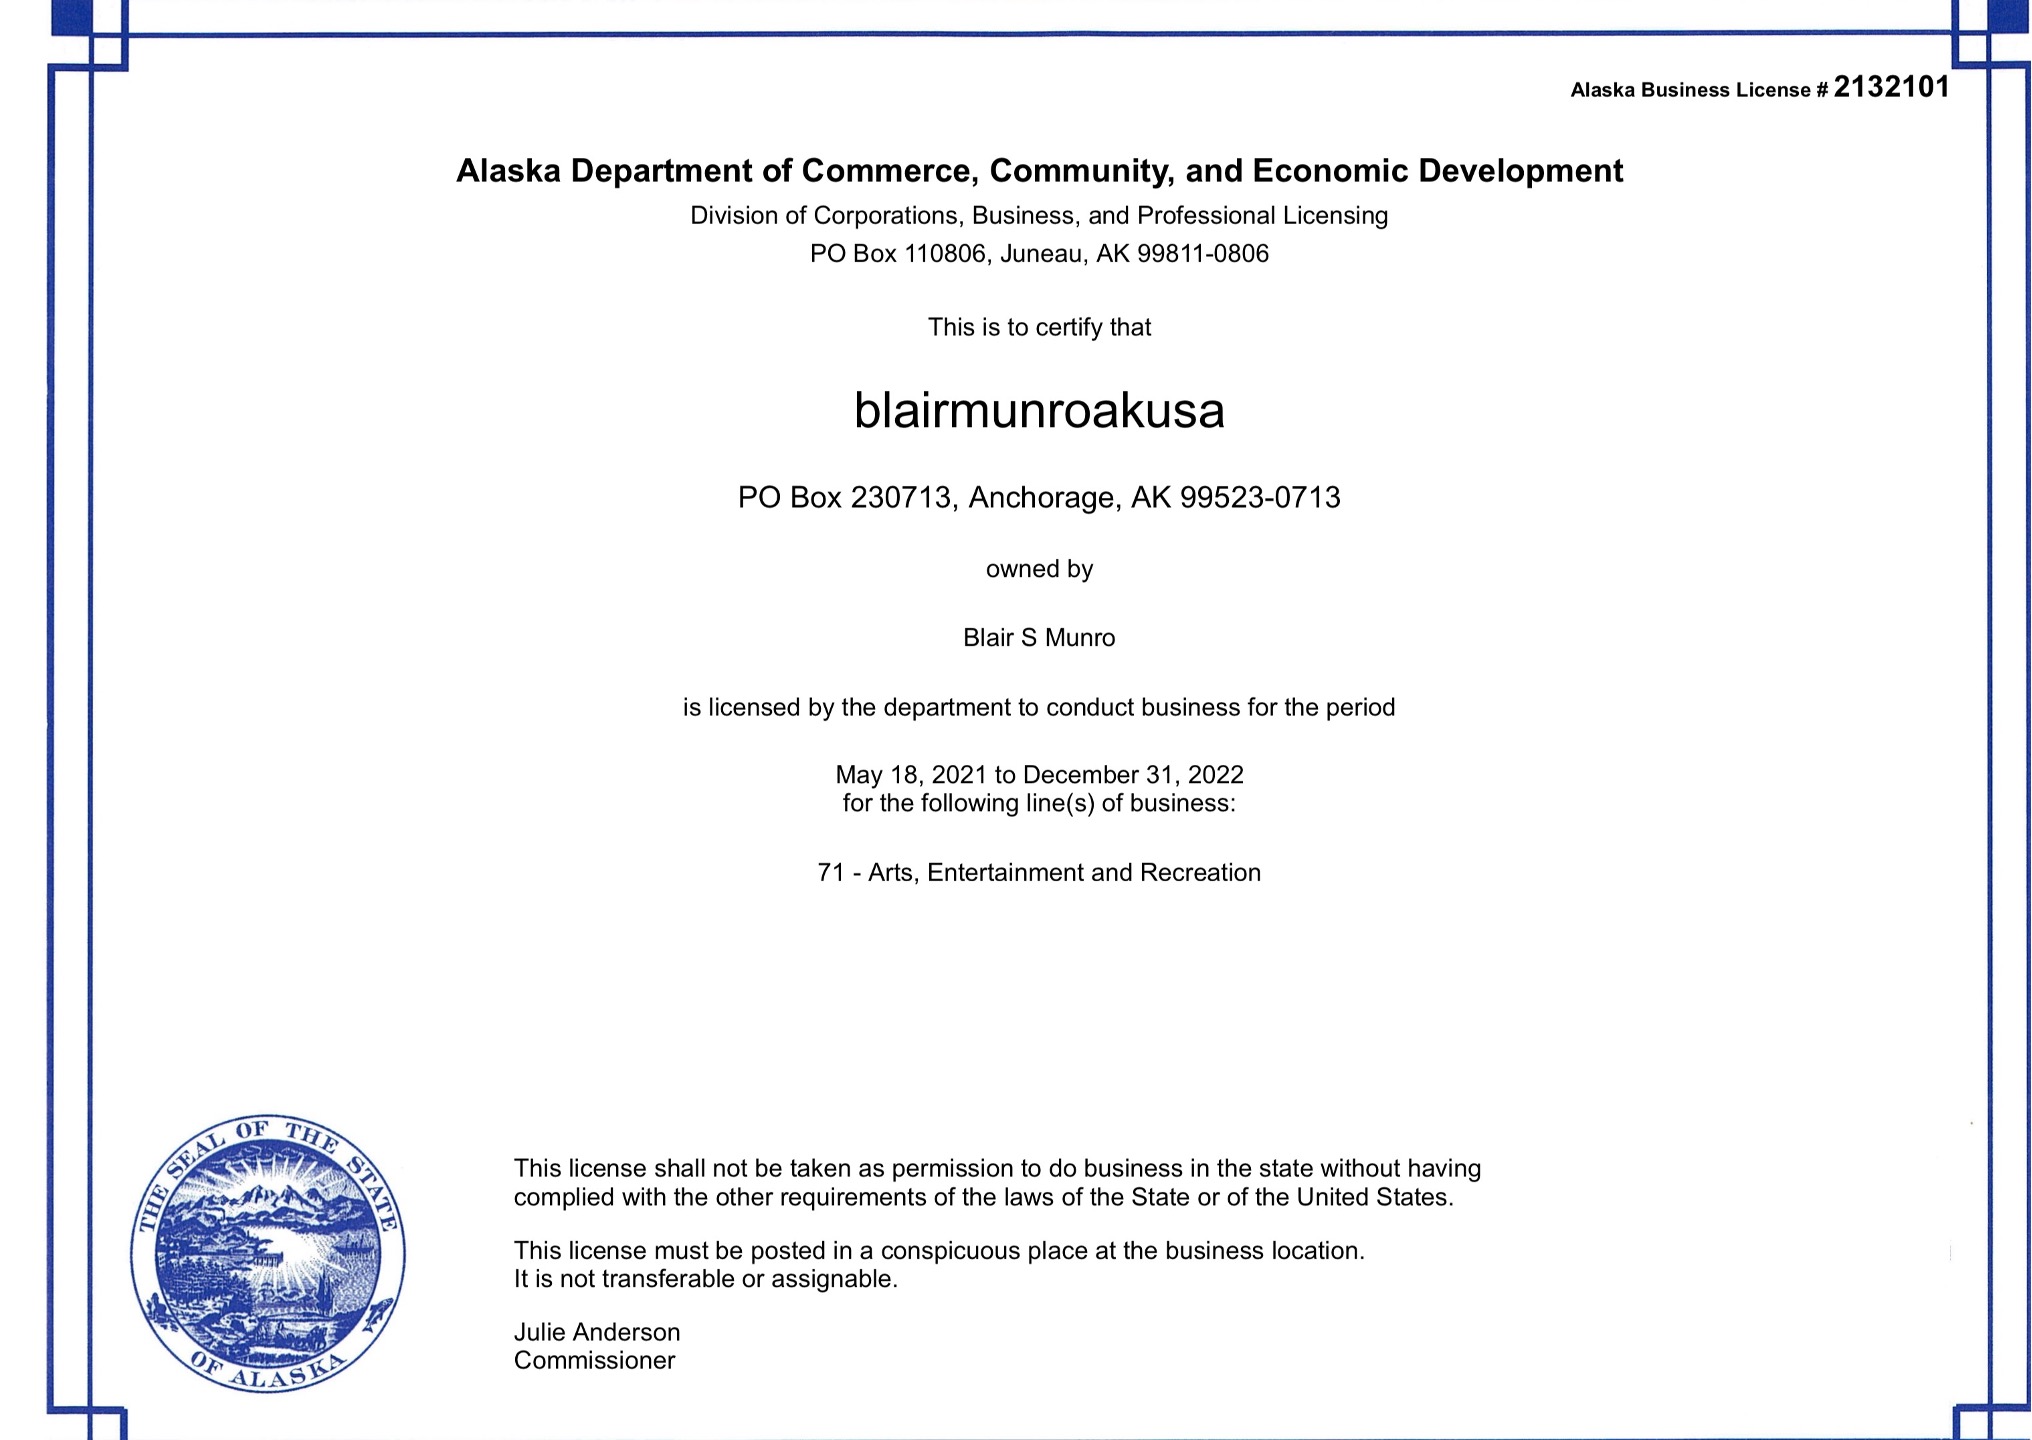 Alaska Business License # 2132101
Alaska Department of Commerce, Community, and Economic Development
Division of Corporations, Business, and Professional Licensing
PO Box 110806, Juneau, AK 99811-0806
This is to certify that
blairmunroakusa
PO Box 230713, Anchorage, AK 99523-0713
owned by
Blair S Munro
is licensed by the department to conduct business for the period
May 18, 2021 to December 31, 2022
for the following line(s) of business:
71 - Arts, Entertainment and Recreation
THE SEAL OF THE STATE
OF ALASKA
This license shall not be taken as permission to do business in the state without having
complied with the other requirements of the laws of the State or of the United States.
This license must be posted in a conspicuous place at the business location.
It is not transferable or assignable.
Julie Anderson
Commissioner